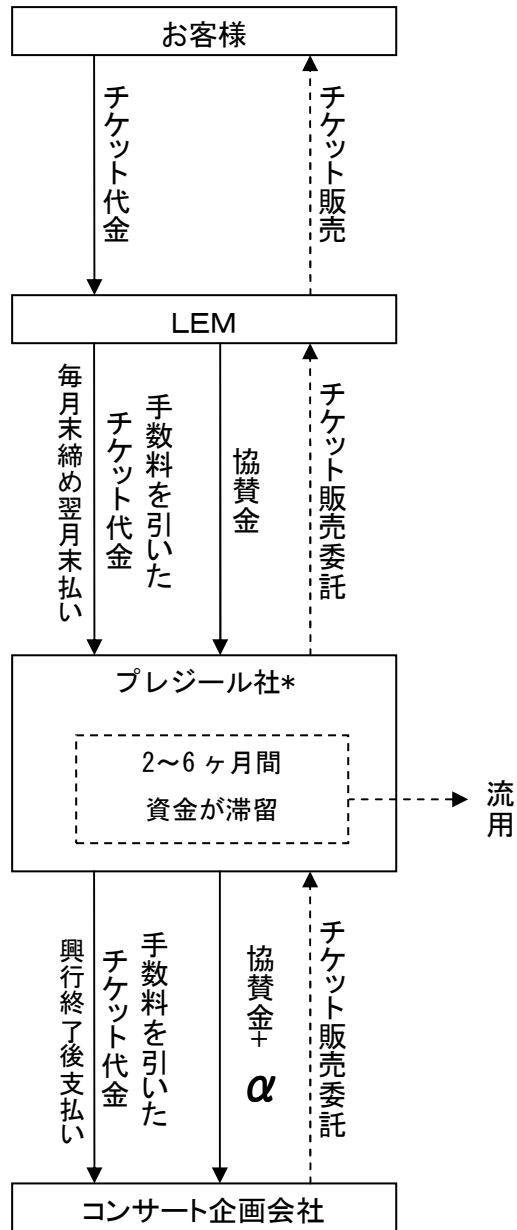 お客様
チケット代金
チケット販売
LEM
毎月末締め翌月末払い
手数料を引いた
チケット代金
協賛金
チケット販売委託
プレジール社*
2~6ヶ月間
資金が滞留
流用
興行終了後支払い
手数料を引いた
チケット代金
協賛金+α
チケット販売委託
コンサート企画会社